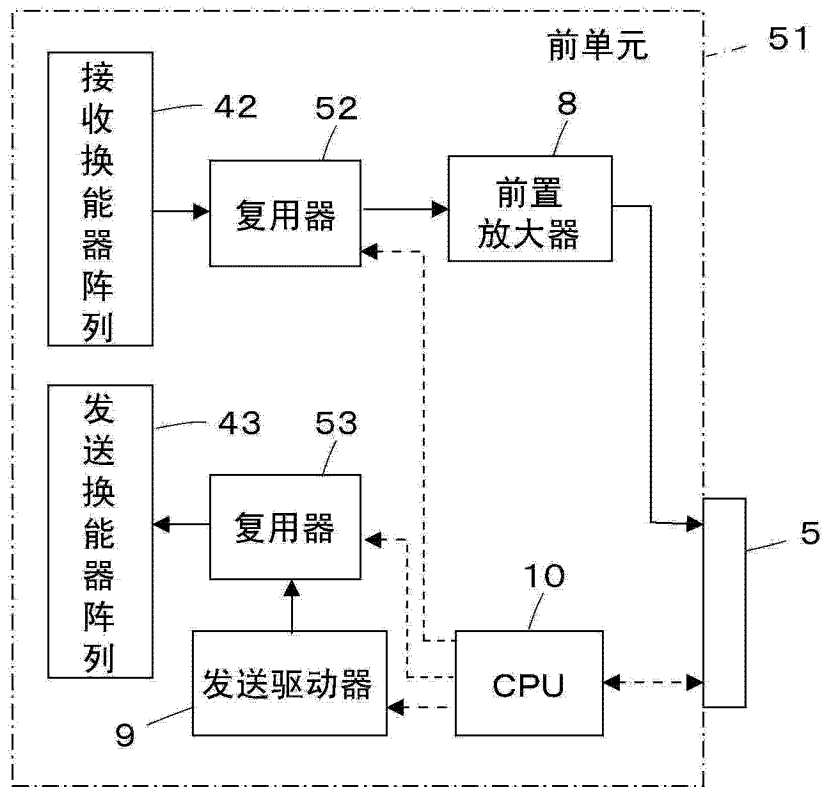 前单元
51
接收换能器阵列
42
52
复用器
8
前置
放大器
发送换能器阵列
43
53
复用器
5
10
发送驱动器
CPU
9